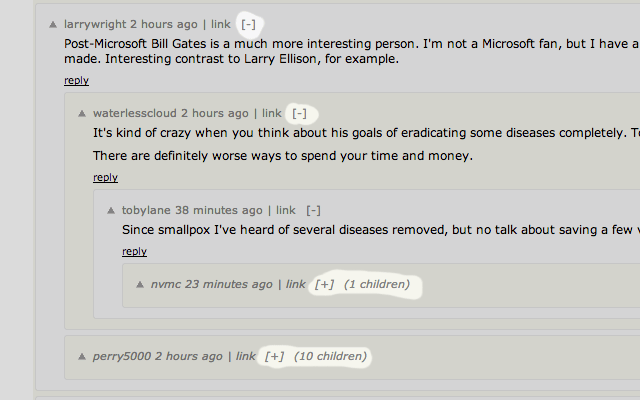 ▲ larrywright 2 hours ago | link [-]
Post-Microsoft Bill Gates is a much more interesting person. I'm not a Microsoft fan, but I have a
made. Interesting contrast to Larry Ellison, for example.
reply
▲ waterlesscloud 2 hours ago | link [-]
It's kind of crazy when you think about his goals of eradicating some diseases completely. To
There are definitely worse ways to spend your time and money.
reply
▲ tobylane 38 minutes ago | link [-]
Since smallpox I've heard of several diseases removed, but no talk about saving a few v
reply
▲ nvmc 23 minutes ago | link [+] (1 children)
▲ perry5000 2 hours ago | link [+] (10 children)